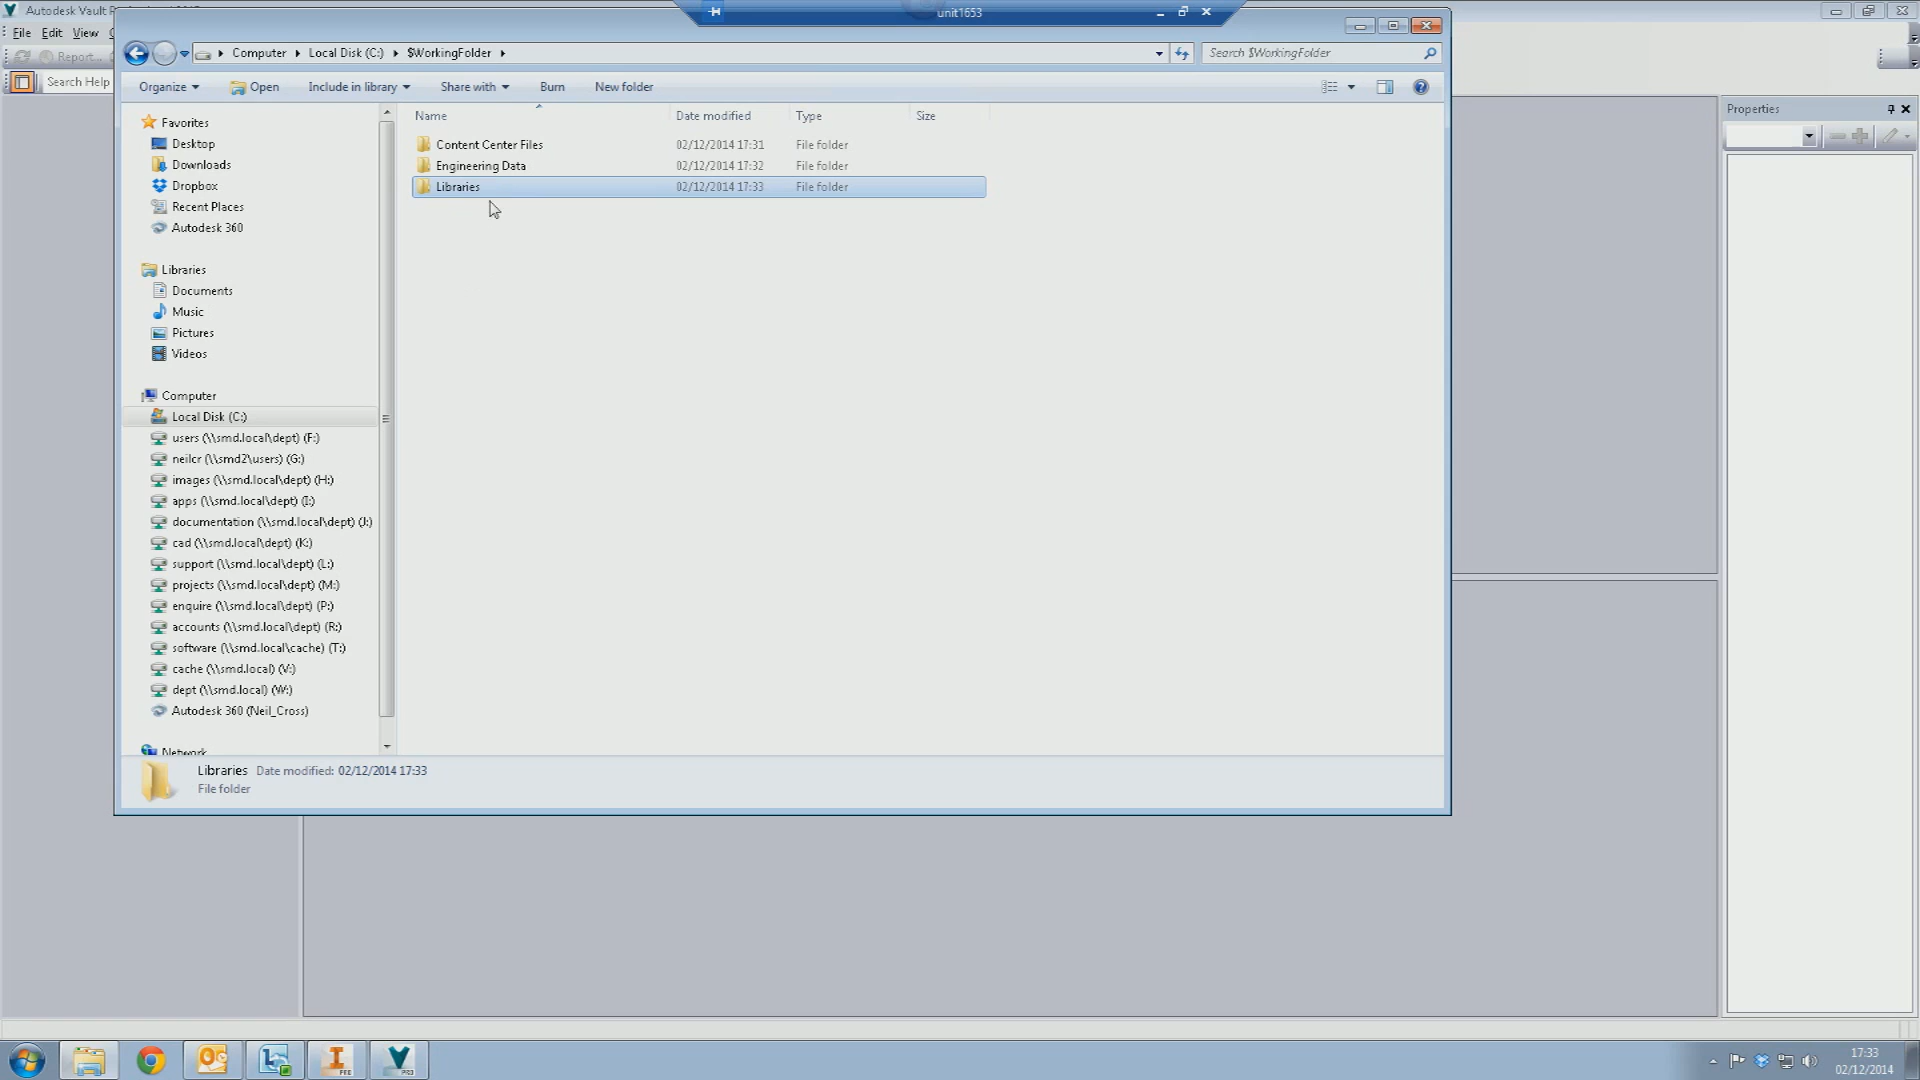 Autodesk Vault P
unit1653
File Edit View
Computer Local Disk (C:) $WorkingFolder
Search $WorkingFolder
Report...
Search Help
Organize Open Include in library Share with Burn New folder
Name Date modified Type Size
Properties
Favorites
Desktop
Downloads
Dropbox
Recent Places
Autodesk 360
Libraries
Documents
Music
Pictures
Videos
Computer
Local Disk (C:)
users (\\smd.local\dept) (F:)
neilcr (\\smd2\users) (G:)
images (\\smd.local\dept) (H:)
apps (\\smd.local\dept) (I:)
documentation (\\smd.local\dept) (J:)
cad (\\smd.local\dept) (K:)
support (\\smd.local\dept) (L:)
projects (\\smd.local\dept) (M:)
enquire (\\smd.local\dept) (P:)
accounts (\\smd.local\dept) (R:)
software (\\smd.local\cache) (T:)
cache (\\smd.local) (V:)
dept (\\smd.local) (W:)
Autodesk 360 (Neil_Cross)
Network
Content Center Files 02/12/2014 17:31 File folder
Engineering Data 02/12/2014 17:32 File folder
Libraries 02/12/2014 17:33 File folder
Libraries Date modified: 02/12/2014 17:33
File folder
PRO
17:33
02/12/2014